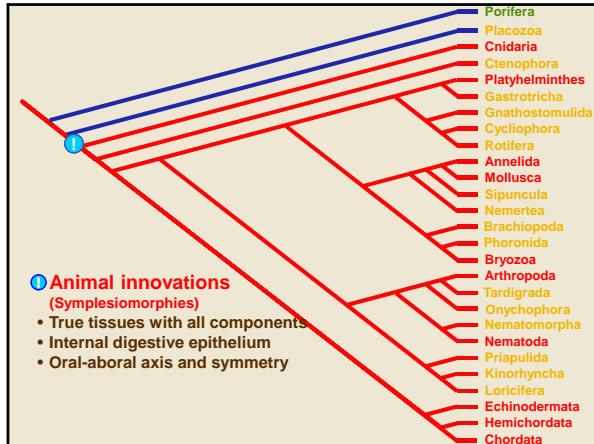 Porifera
Placozoa
Cnidaria
Ctenophora
Platyhelminthes
Gastrotricha
Gnathostomulida
Cycliophora
Rotifera
Annelida
Mollusca
Sipuncula
Nemertea
Brachiopoda
Phoronida
Bryozoa
Arthropoda
Tardigrada
Onychophora
Nematomorpha
Nematoda
Priapulida
Kinorhyncha
Loricifera
Echinodermata
Hemichordata
Chordata
!
! Animal innovations
(Symplesiomorphies)
• True tissues with all components
• Internal digestive epithelium
• Oral-aboral axis and symmetry